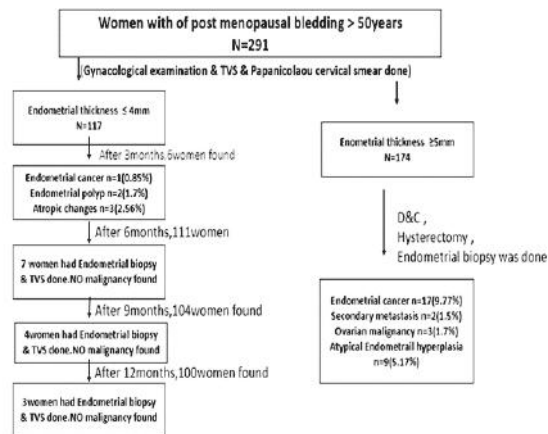 Women with of post menopausal bledding > 50years
N=291
(Gynacological examination & TVS & Papanicolaou cervical smear done)
Endometrial thickness ≤ 4mm
N=117
After 3months,6women found
Endometrial cancer n=1(0.85%)
Endometrial polyp n=2(1.7%)
Atropic changes n=3(2.56%)
After 6months,111women
7 women had Endometrial biopsy
& TVS done.NO malignancy found
After 9months,104women found
4women had Endometrial biopsy
& TVS done.NO malignancy found
After 12months,100women found
3women had Endometrial biopsy
& TVS done.NO malignancy found
Enometrial thickness ≥5mm
N=174
D&C ,
Hysterectomy ,
Endometrial biopsy was done
Endometrial cancer n=17(9.77%)
Secondary metastasis n=2(1.5%)
Ovarian malignancy n=3(1.7%)
Atypical Endometrail hyperplasia
n=9(5.17%)